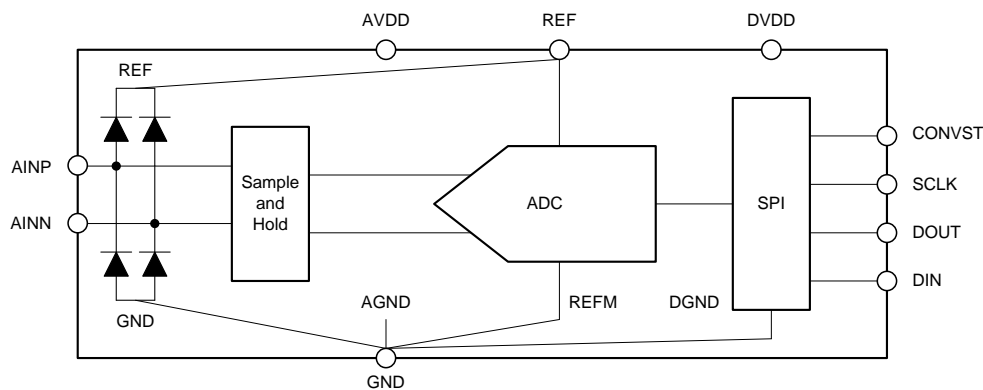 AVDD
REF
DVDD
REF
CONVST
AINP
Sample
and
Hold
ADC
SPI
SCLK
AINN
DOUT
DIN
AGND
REFM
DGND
GND
GND